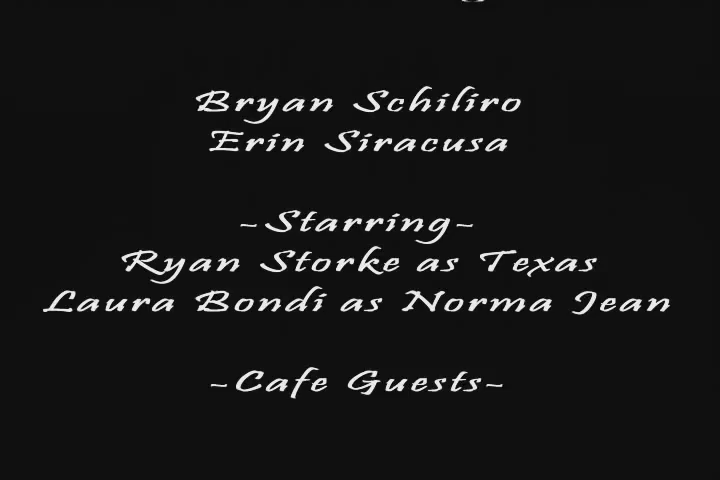 Bryan Schiliro
Erin Siracusa
-Starring-
Ryan Storke as Texas
Laura Bondi as Norma Jean
-Cafe Guests-